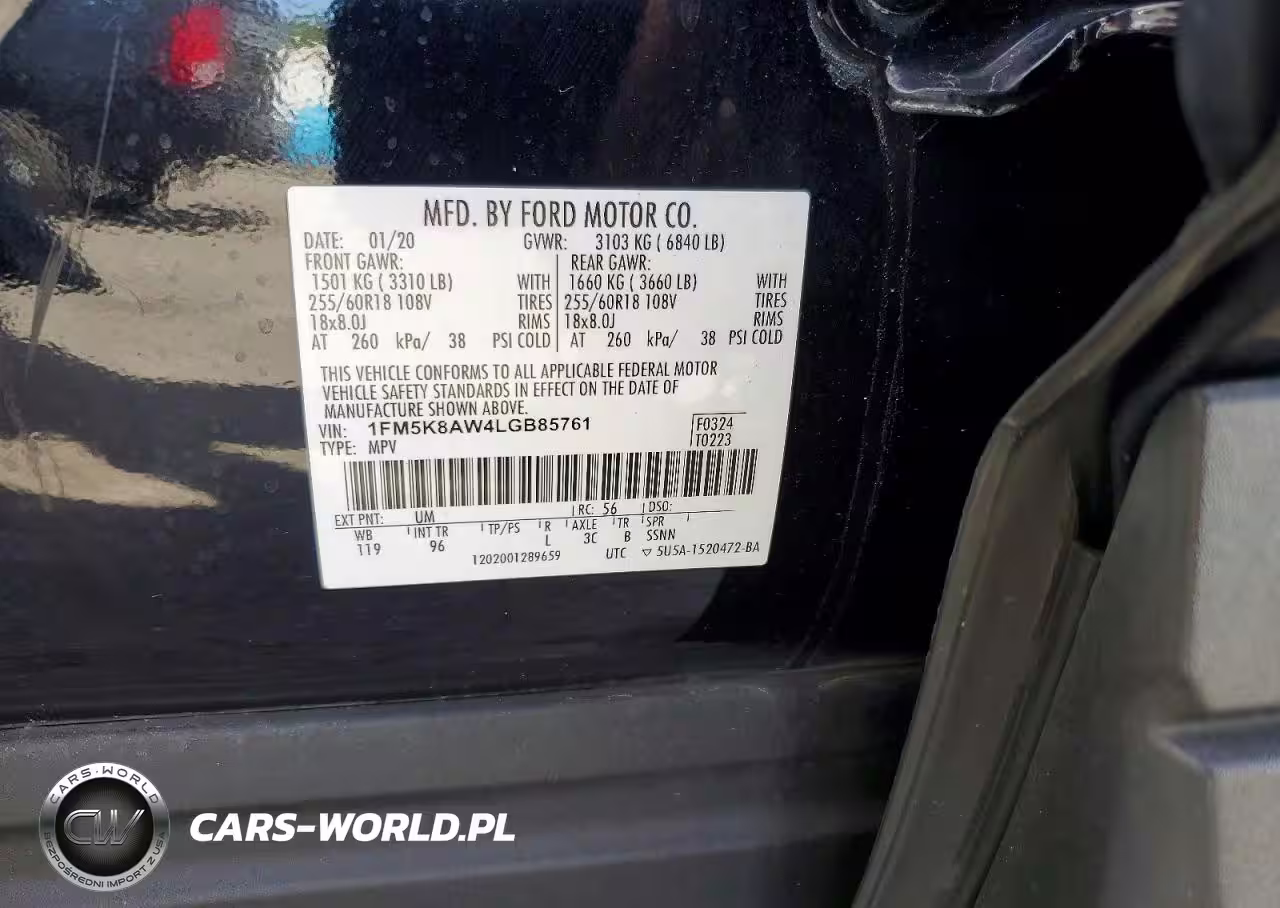 MFD. BY FORD MOTOR CO.
DATE: 01/20 GVWR: 3103 KG ( 6840 LB)
FRONT GAWR: REAR GAWR:
1501 KG ( 3310 LB) WITH 1660 KG ( 3660 LB) WITH
255/60R18 108V TIRES 255/60R18 108V TIRES
18x8.0J RIMS 18x8.0J RIMS
AT 260 kPa/ 38 PSI COLD AT 260 kPa/ 38 PSI COLD
THIS VEHICLE CONFORMS TO ALL APPLICABLE FEDERAL MOTOR
VEHICLE SAFETY STANDARDS IN EFFECT ON THE DATE OF
MANUFACTURE SHOWN ABOVE.
VIN: 1FM5K8AW4LGB85761 F0324
TYPE: MPV T0223
EXT PNT: UM RC: 56 DSO:
WB INT TR TP/PS R AXLE TR SPR
119 96 L 3C B SSNN
1202001289659 UTC ▽ 5U5A-1520472-BA
CARS-WORLD
CW
BEZPOŚREDNI IMPORT Z USA
CARS-WORLD.PL